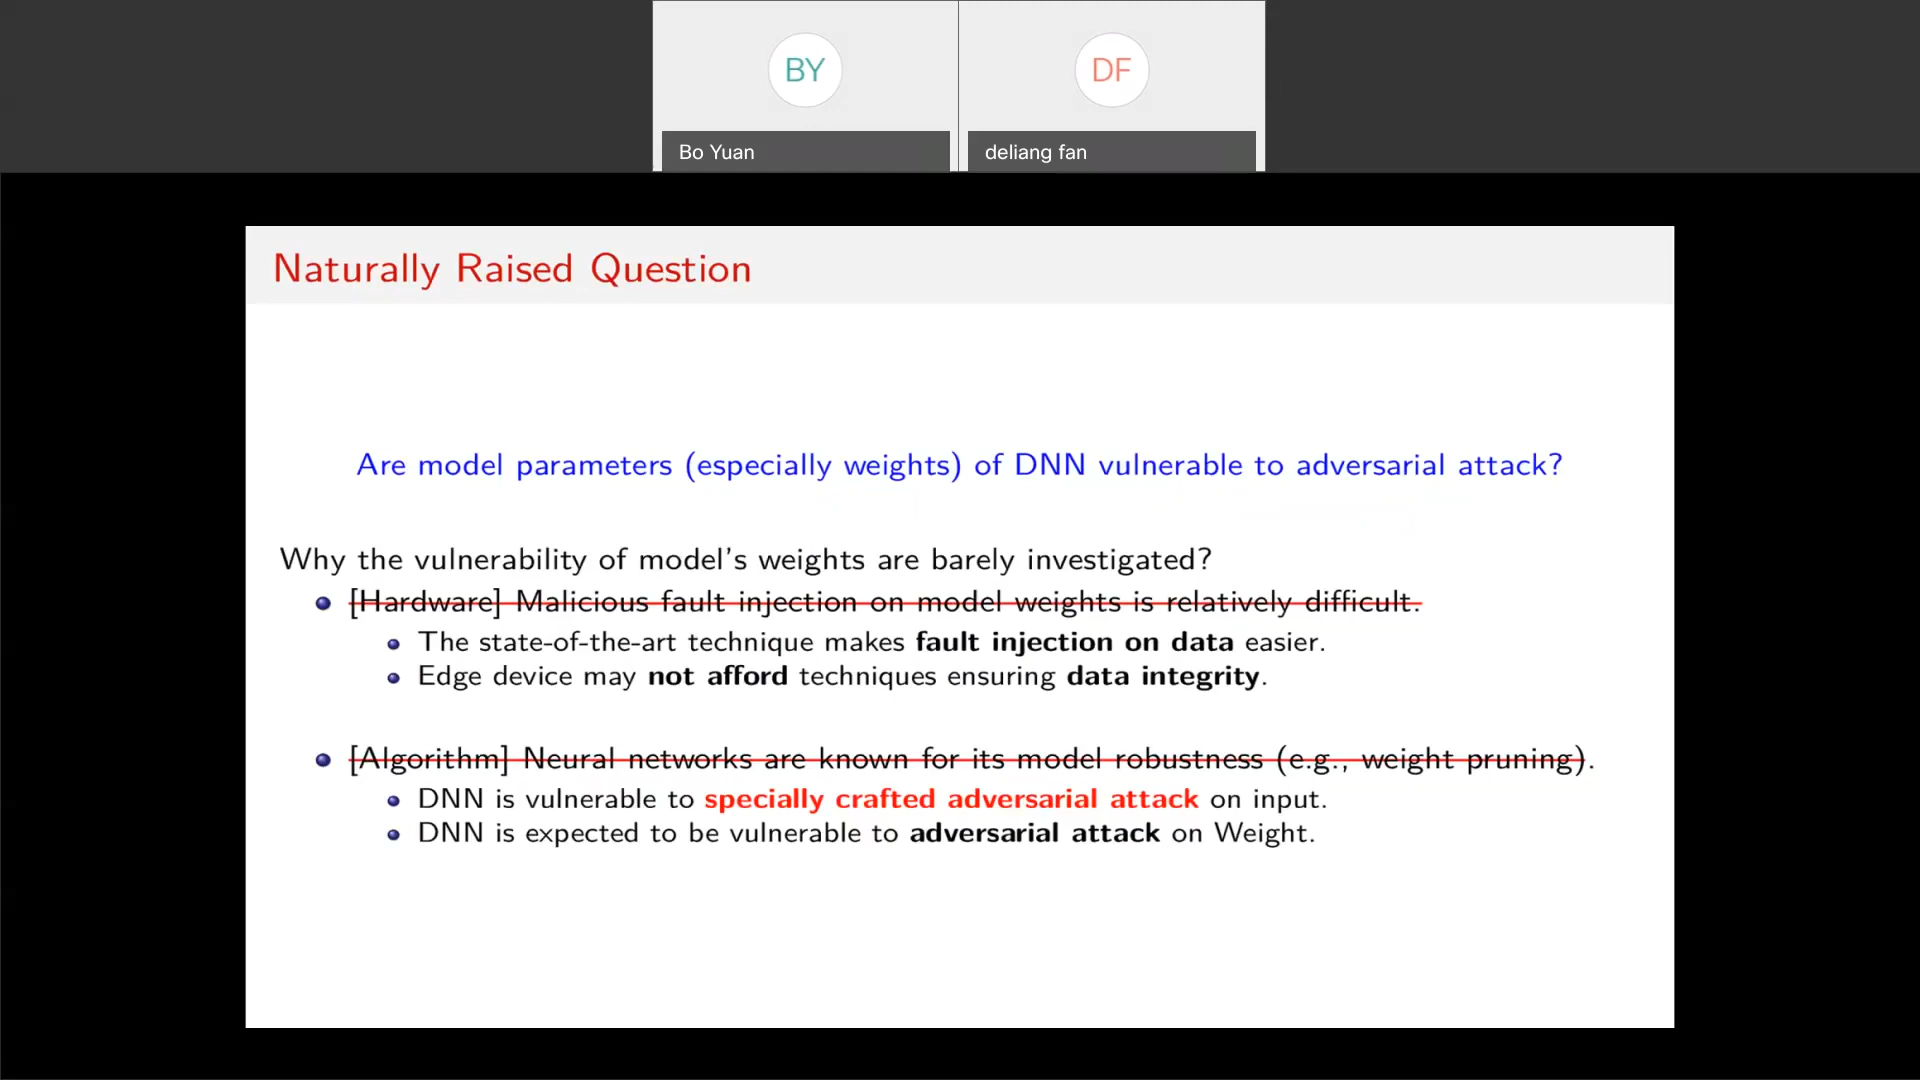 BY
DF
Bo Yuan
deliang fan
Naturally Raised Question
Are model parameters (especially weights) of DNN vulnerable to adversarial attack?
Why the vulnerability of model's weights are barely investigated?
[Hardware] Malicious fault injection on model weights is relatively difficult.
The state-of-the-art technique makes fault injection on data easier.
Edge device may not afford techniques ensuring data integrity.
[Algorithm] Neural networks are known for its model robustness (e.g., weight pruning).
DNN is vulnerable to specially crafted adversarial attack on input.
DNN is expected to be vulnerable to adversarial attack on Weight.